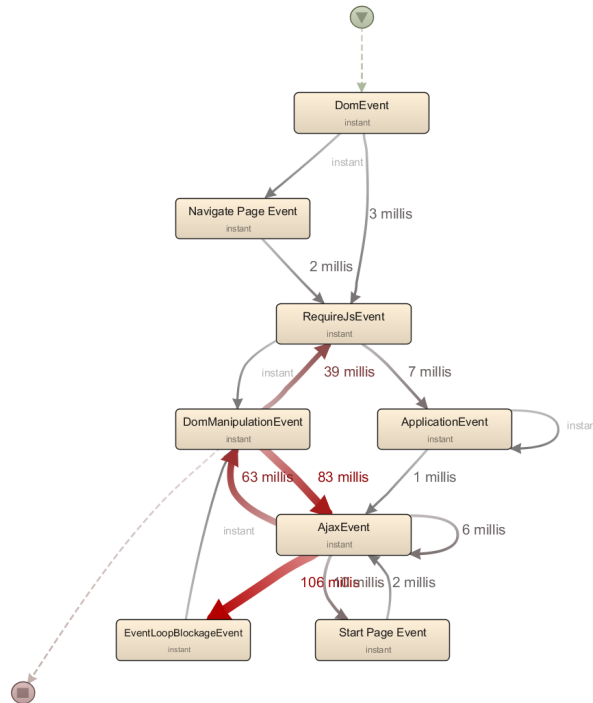 DomEvent
instant
instant
Navigate Page Event
instant
3 millis
2 millis
RequireJsEvent
instant
instant
39 millis
7 millis
DomManipulationEvent
instant
ApplicationEvent
instant
instar
63 millis
83 millis
1 millis
AjaxEvent
instant
instant
6 millis
106 millis
millis
2 millis
EventLoopBlockageEvent
instant
Start Page Event
instant